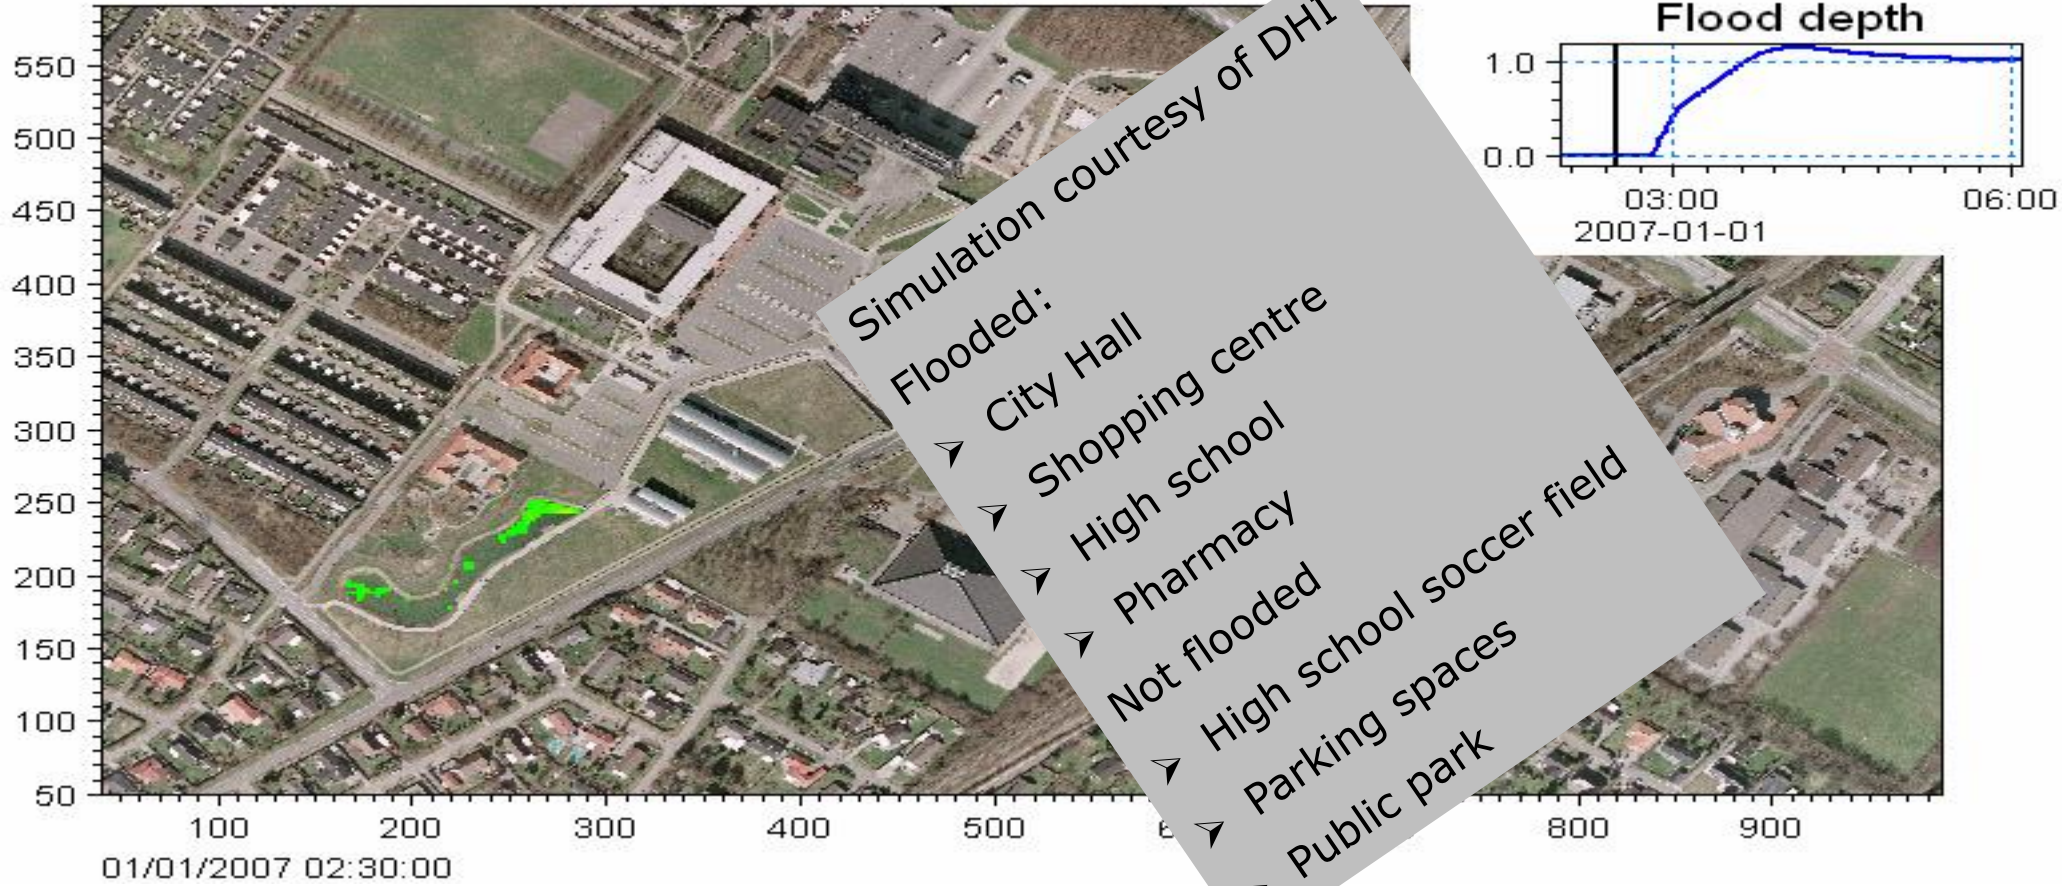 Flood depth
1.0
0.0
03:00
06:00
2007-01-01
550
500
450
400
350
300
250
200
150
100
50
100
200
300
400
500
800
900
01/01/2007 02:30:00
Simulation courtesy of DHI
Flooded:
➢ City Hall
➢ Shopping centre
➢ High school
➢ Pharmacy
Not flooded
➢ High school soccer field
➢ Parking spaces
Public park